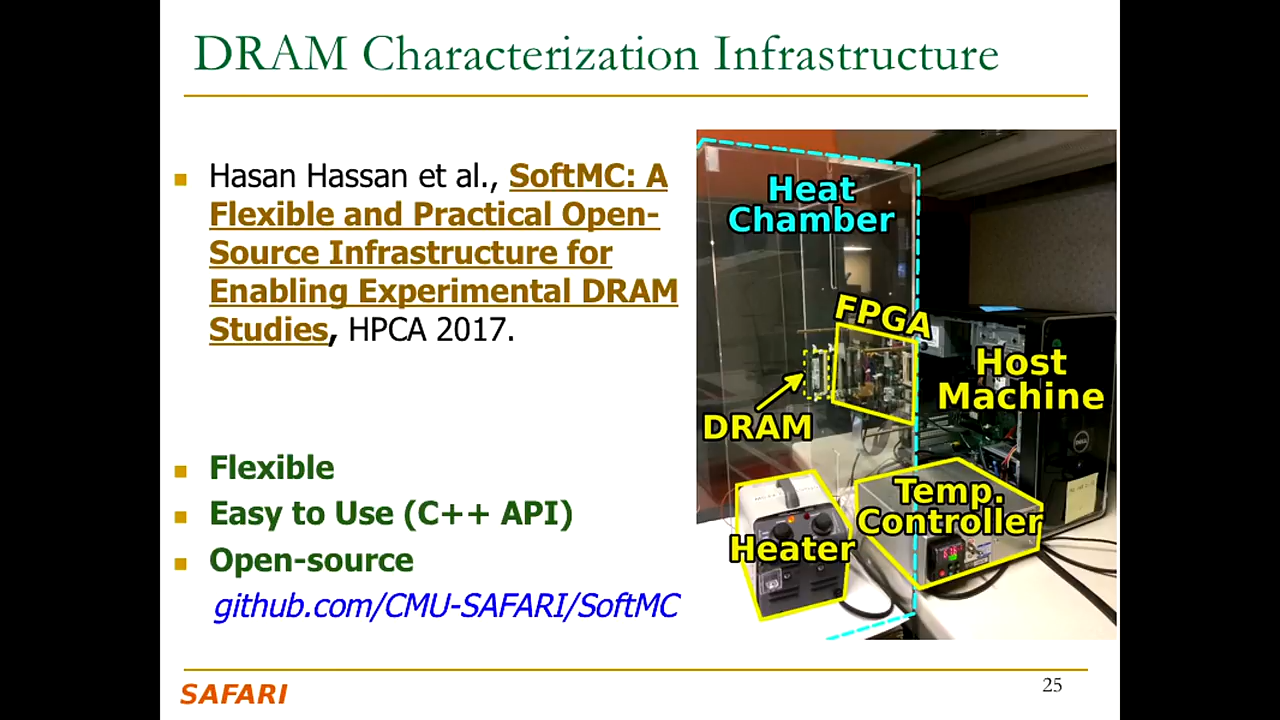 DRAM Characterization Infrastructure
Hasan Hassan et al., SoftMC: A
Flexible and Practical Open-
Source Infrastructure for
Enabling Experimental DRAM
Studies, HPCA 2017.
Flexible
Easy to Use (C++ API)
Open-source
github.com/CMU-SAFARI/SoftMC
Heat
Chamber
FPGA
Host
Machine
DRAM
Temp.
Controller
Heater
DELL
SAFARI
25